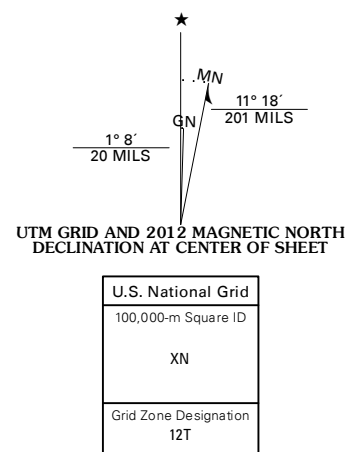 ★
MN
GN
11° 18´
201 MILS
1° 8´
20 MILS
UTM GRID AND 2012 MAGNETIC NORTH
DECLINATION AT CENTER OF SHEET
U.S. National Grid
100,000-m Square ID
XN
Grid Zone Designation
12T